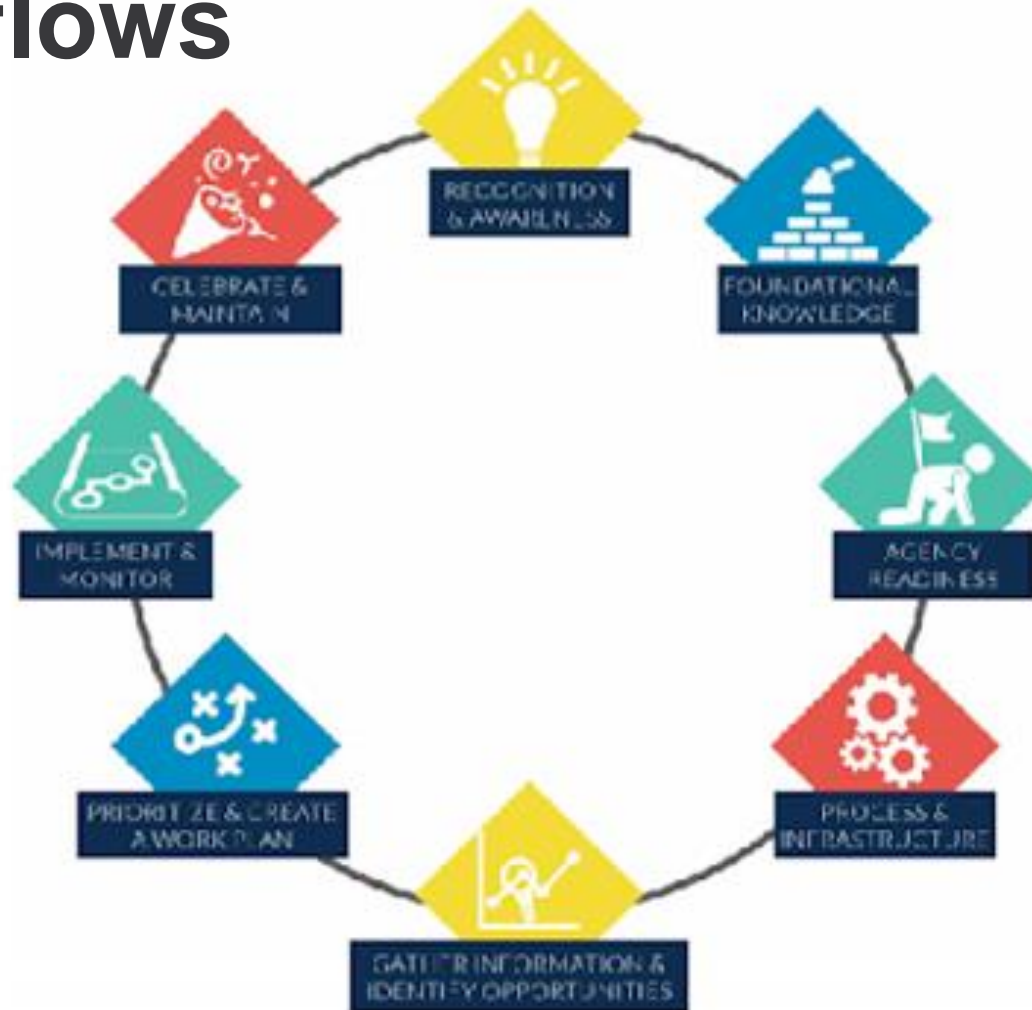 flows
RECOGNITION
& AWARENESS
FOUNDATIONAL
KNOWLEDGE
AGENCY
READINESS
PROCESS &
INFRASTRUCTURE
GATHER INFORMATION &
IDENTIFY OPPORTUNITIES
PRIORITIZE & CREATE
A WORK PLAN
IMPLEMENT &
MONITOR
CELEBRATE &
MAINTAIN